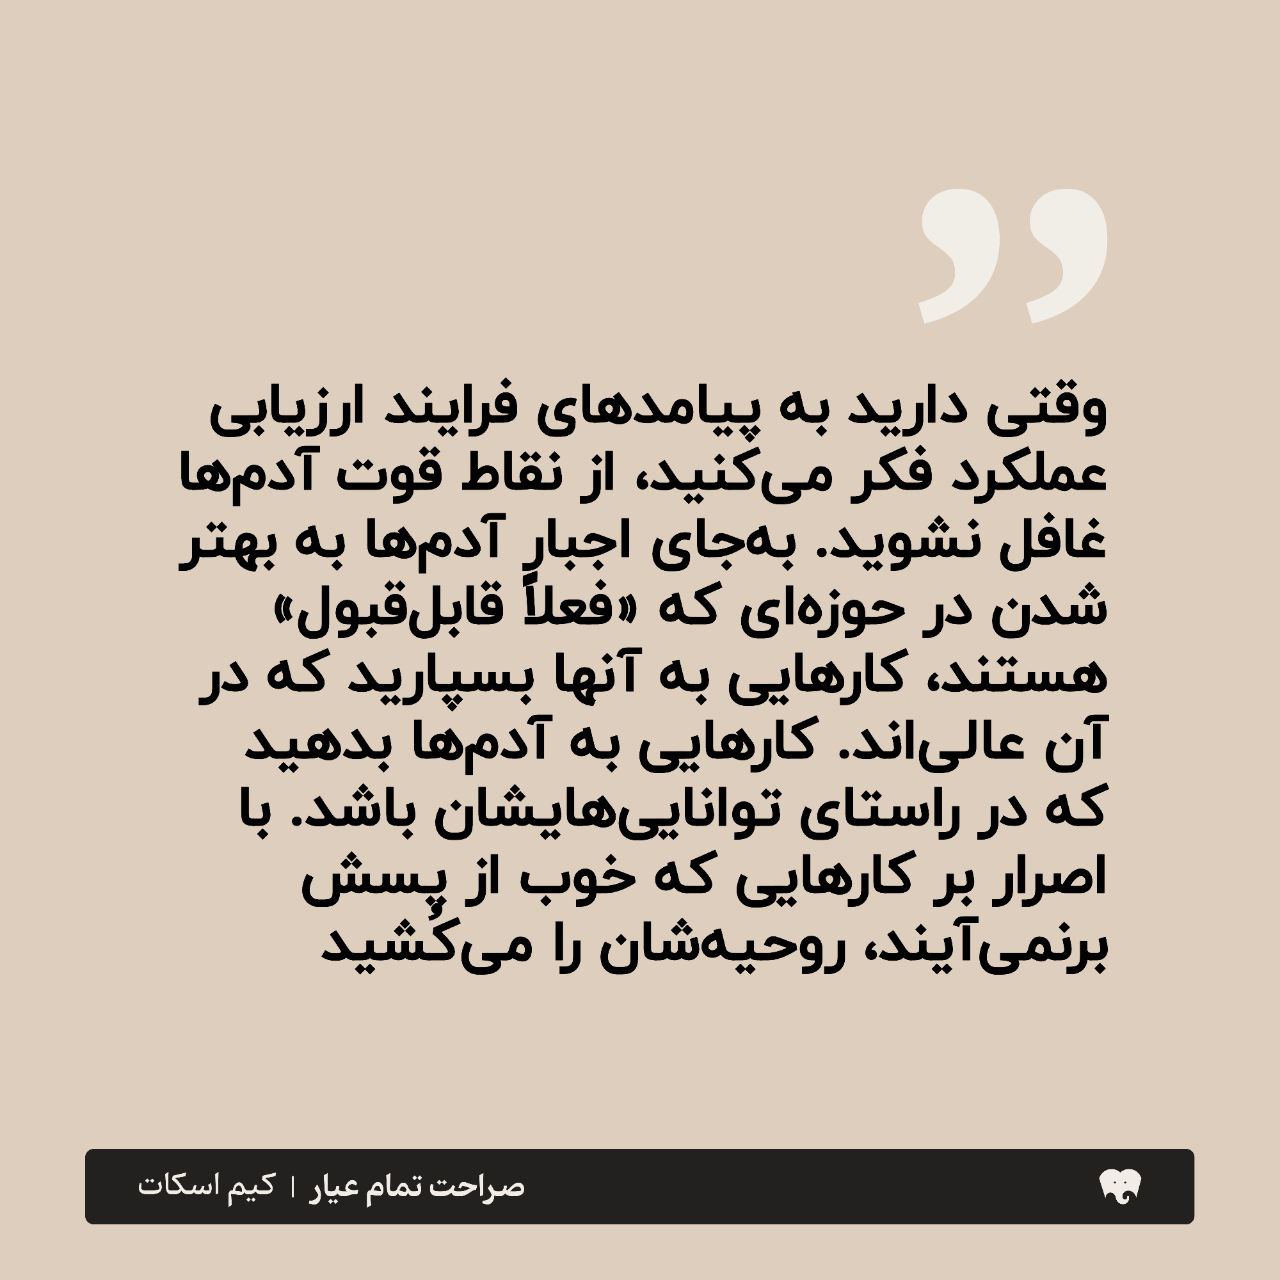 وقتی دارید به پیامدهای فرایند ارزیابی
عملکرد فکر می‌کنید، از نقاط قوت آدم‌ها
غافل نشوید. به‌جای اجبارِ آدم‌ها به بهتر
شدن در حوزه‌ای که «فعلاً قابل‌قبول»
هستند، کارهایی به آنها بسپارید که در
آن عالی‌اند. کارهایی به آدم‌ها بدهید
که در راستای توانایی‌هایشان باشد. با
اصرار بر کارهایی که خوب از پسش
برنمی‌آیند، روحیه‌شان را می‌کُشید
صراحت تمام عیار | کیم اسکات